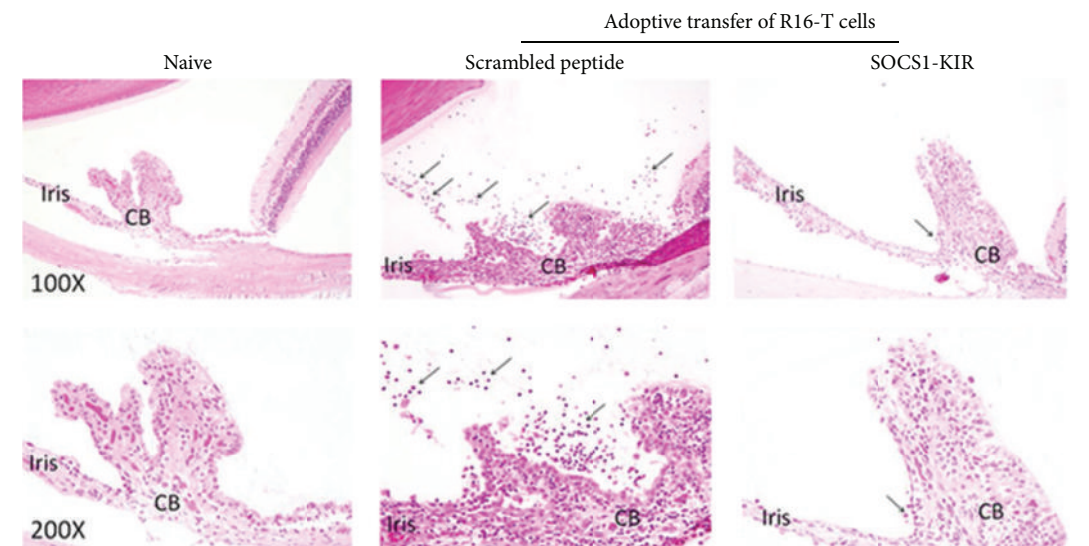 Adoptive transfer of R16-T cells
Naive
Scrambled peptide
SOCS1-KIR
Iris
CB
100X
Iris
CB
Iris
CB
Iris
CB
200X
Iris
CB
Iris
CB